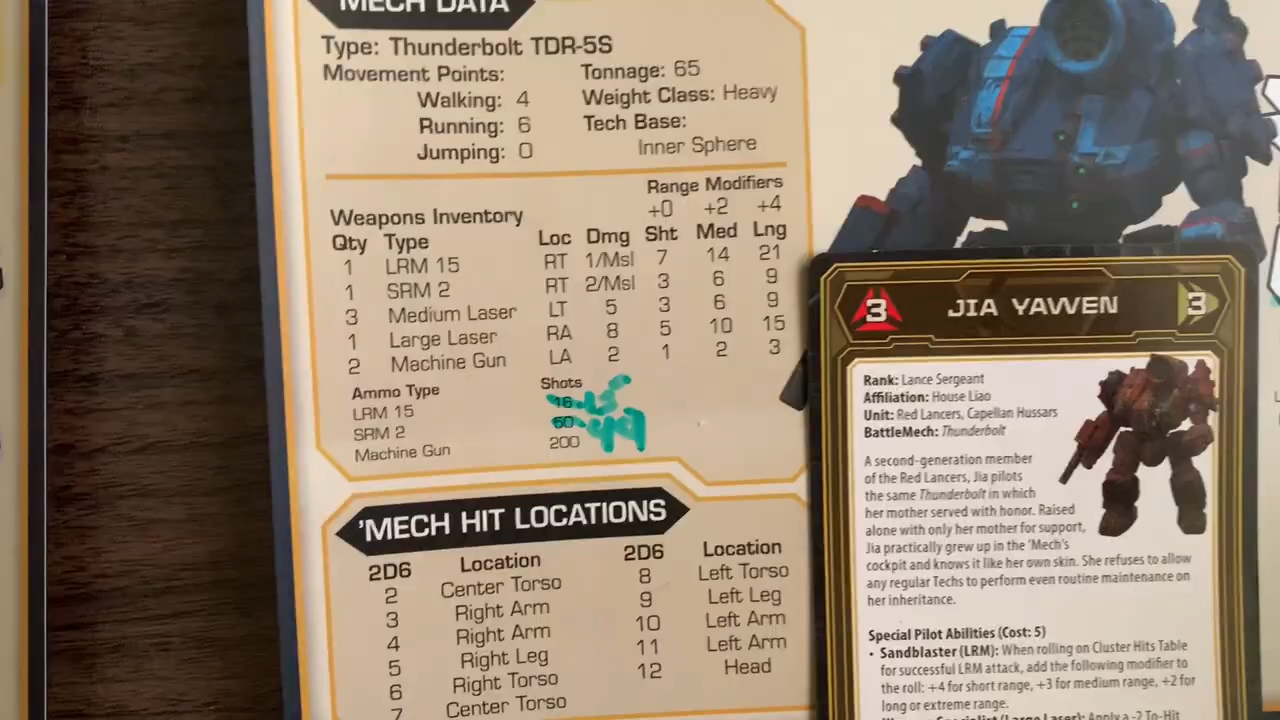 'MECH DATA
Type: Thunderbolt TDR-5S
Movement Points:
Walking: 4
Running: 6
Jumping: 0
Tonnage: 65
Weight Class: Heavy
Tech Base:
Inner Sphere
Range Modifiers
+0 +2 +4
Weapons Inventory
Qty Type Loc Dmg Sht Med Lng
1 LRM 15 RT 1/Msl 7 14 21
1 SRM 2 RT 2/Msl 3 6 9
3 Medium Laser LT 5 3 6 9
1 Large Laser RA 8 5 10 15
2 Machine Gun LA 2 1 2 3
Ammo Type Shots
LRM 15
SRM 2 49
Machine Gun 200
'MECH HIT LOCATIONS
2D6 Location 2D6 Location
2 Center Torso 8 Left Torso
3 Right Arm 9 Left Leg
4 Right Arm 10 Left Arm
5 Right Leg 11 Left Arm
6 Right Torso 12 Head
7 Center Torso
3 JIA YAWEN 3
Rank: Lance Sergeant
Affiliation: House Liao
Unit: Red Lancers, Capellan Hussars
BattleMech: Thunderbolt
A second-generation member
of the Red Lancers, Jia pilots
the same Thunderbolt in which
her mother served with honor. Raised
alone with only her mother for support,
Jia practically grew up in the 'Mech's
cockpit and knows it like her own skin. She refuses to allow
any regular Techs to perform even routine maintenance on
her inheritance.
Special Pilot Abilities (Cost: 5)
• Sandblaster (LRM): When rolling on Cluster Hits Table
for successful LRM attack, add the following modifier to
the roll: +4 for short range, +3 for medium range, +2 for
long or extreme range.
(Large Laser): Apply a -2 To-Hit